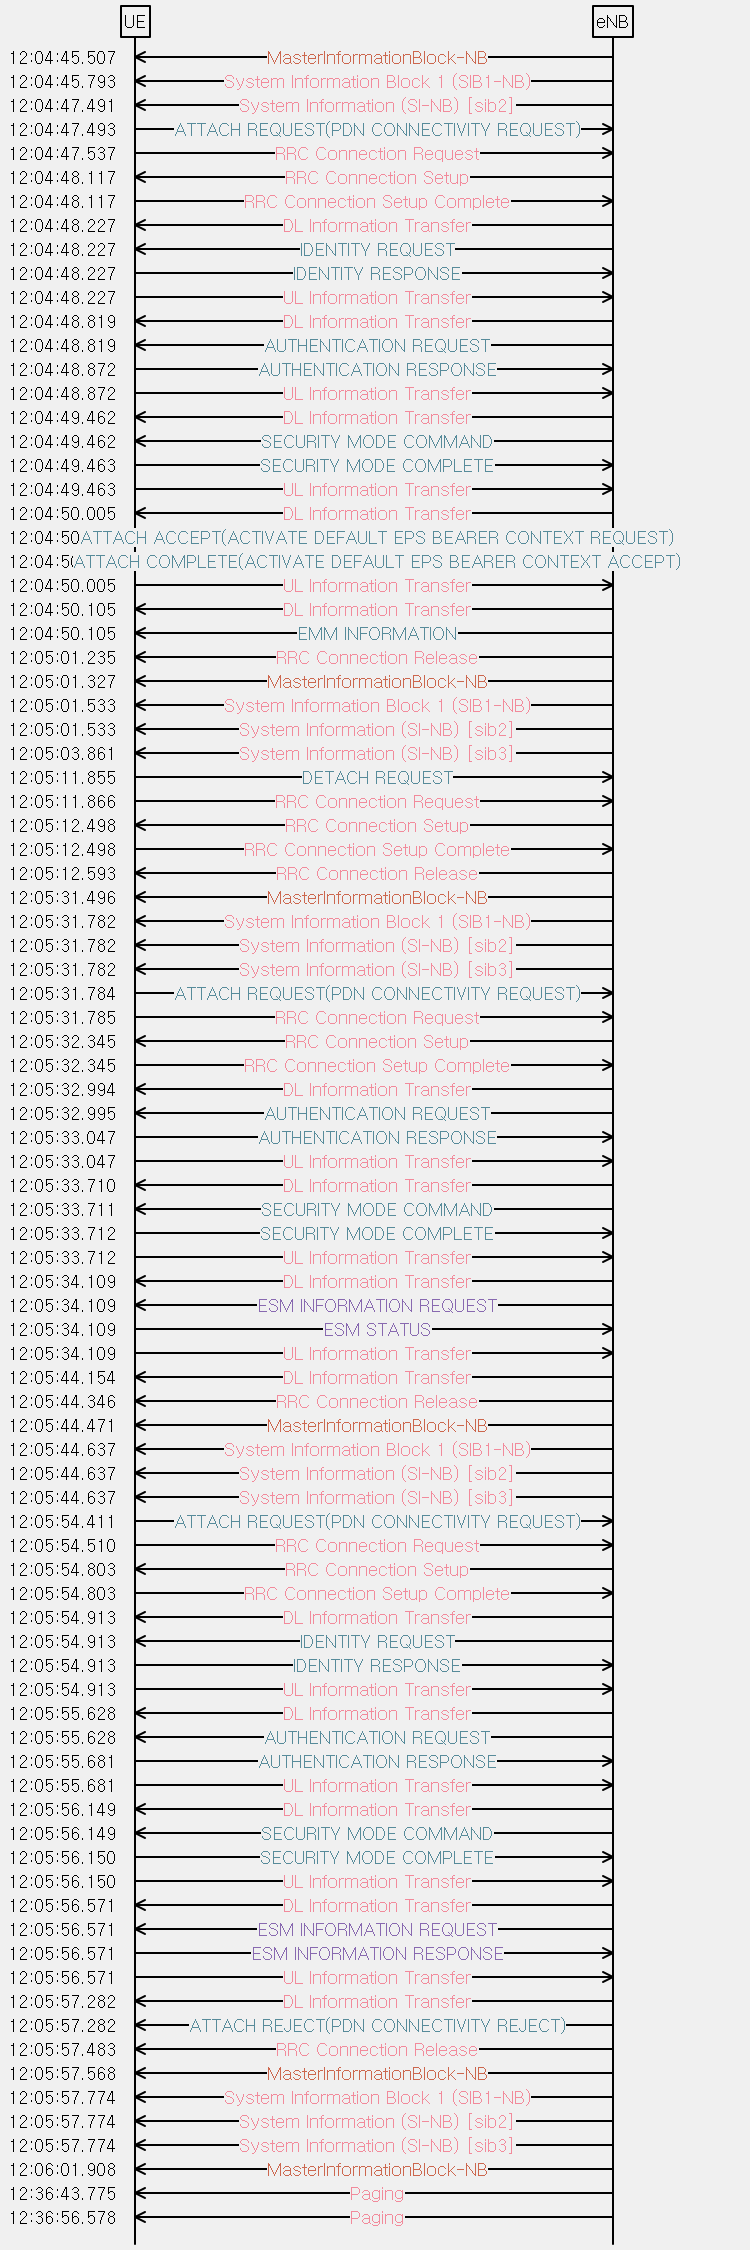 UE eNB
12:04:45.507 MasterInformationBlock-NB
12:04:45.793 System Information Block 1 (SIB1-NB)
12:04:47.491 System Information (SI-NB) [sib2]
12:04:47.493 ATTACH REQUEST(PDN CONNECTIVITY REQUEST)
12:04:47.537 RRC Connection Request
12:04:48.117 RRC Connection Setup
12:04:48.117 RRC Connection Setup Complete
12:04:48.227 DL Information Transfer
12:04:48.227 IDENTITY REQUEST
12:04:48.227 IDENTITY RESPONSE
12:04:48.227 UL Information Transfer
12:04:48.819 DL Information Transfer
12:04:48.819 AUTHENTICATION REQUEST
12:04:48.872 AUTHENTICATION RESPONSE
12:04:48.872 UL Information Transfer
12:04:49.462 DL Information Transfer
12:04:49.462 SECURITY MODE COMMAND
12:04:49.463 SECURITY MODE COMPLETE
12:04:49.463 UL Information Transfer
12:04:50.005 DL Information Transfer
12:04:50 ATTACH ACCEPT(ACTIVATE DEFAULT EPS BEARER CONTEXT REQUEST)
12:04:50 ATTACH COMPLETE(ACTIVATE DEFAULT EPS BEARER CONTEXT ACCEPT)
12:04:50.005 UL Information Transfer
12:04:50.105 DL Information Transfer
12:04:50.105 EMM INFORMATION
12:05:01.235 RRC Connection Release
12:05:01.327 MasterInformationBlock-NB
12:05:01.533 System Information Block 1 (SIB1-NB)
12:05:01.533 System Information (SI-NB) [sib2]
12:05:03.861 System Information (SI-NB) [sib3]
12:05:11.855 DETACH REQUEST
12:05:11.866 RRC Connection Request
12:05:12.498 RRC Connection Setup
12:05:12.498 RRC Connection Setup Complete
12:05:12.593 RRC Connection Release
12:05:31.496 MasterInformationBlock-NB
12:05:31.782 System Information Block 1 (SIB1-NB)
12:05:31.782 System Information (SI-NB) [sib2]
12:05:31.782 System Information (SI-NB) [sib3]
12:05:31.784 ATTACH REQUEST(PDN CONNECTIVITY REQUEST)
12:05:31.785 RRC Connection Request
12:05:32.345 RRC Connection Setup
12:05:32.345 RRC Connection Setup Complete
12:05:32.994 DL Information Transfer
12:05:32.995 AUTHENTICATION REQUEST
12:05:33.047 AUTHENTICATION RESPONSE
12:05:33.047 UL Information Transfer
12:05:33.710 DL Information Transfer
12:05:33.711 SECURITY MODE COMMAND
12:05:33.712 SECURITY MODE COMPLETE
12:05:33.712 UL Information Transfer
12:05:34.109 DL Information Transfer
12:05:34.109 ESM INFORMATION REQUEST
12:05:34.109 ESM STATUS
12:05:34.109 UL Information Transfer
12:05:44.154 DL Information Transfer
12:05:44.346 RRC Connection Release
12:05:44.471 MasterInformationBlock-NB
12:05:44.637 System Information Block 1 (SIB1-NB)
12:05:44.637 System Information (SI-NB) [sib2]
12:05:44.637 System Information (SI-NB) [sib3]
12:05:54.411 ATTACH REQUEST(PDN CONNECTIVITY REQUEST)
12:05:54.510 RRC Connection Request
12:05:54.803 RRC Connection Setup
12:05:54.803 RRC Connection Setup Complete
12:05:54.913 DL Information Transfer
12:05:54.913 IDENTITY REQUEST
12:05:54.913 IDENTITY RESPONSE
12:05:54.913 UL Information Transfer
12:05:55.628 DL Information Transfer
12:05:55.628 AUTHENTICATION REQUEST
12:05:55.681 AUTHENTICATION RESPONSE
12:05:55.681 UL Information Transfer
12:05:56.149 DL Information Transfer
12:05:56.149 SECURITY MODE COMMAND
12:05:56.150 SECURITY MODE COMPLETE
12:05:56.150 UL Information Transfer
12:05:56.571 DL Information Transfer
12:05:56.571 ESM INFORMATION REQUEST
12:05:56.571 ESM INFORMATION RESPONSE
12:05:56.571 UL Information Transfer
12:05:57.282 DL Information Transfer
12:05:57.282 ATTACH REJECT(PDN CONNECTIVITY REJECT)
12:05:57.483 RRC Connection Release
12:05:57.568 MasterInformationBlock-NB
12:05:57.774 System Information Block 1 (SIB1-NB)
12:05:57.774 System Information (SI-NB) [sib2]
12:05:57.774 System Information (SI-NB) [sib3]
12:06:01.908 MasterInformationBlock-NB
12:36:43.775 Paging
12:36:56.578 Paging